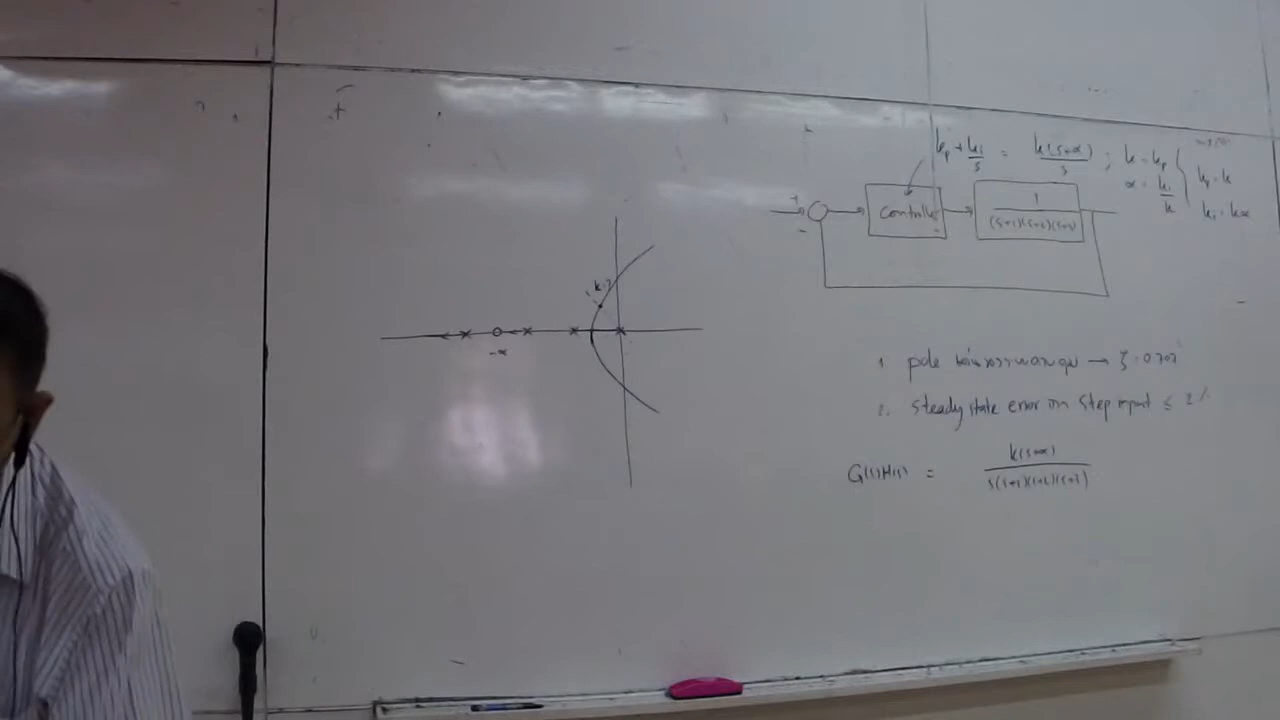 kp + ki/s = k(s+α)/s ; k = kp
α = ki/k
kp = k
ki = kα
+
-
Controller
1/((s+1)(s+2)(s+3))
k=?
-α
1. pole → ζ = 0.707
2. steady state error on step input ≤ 2%
G(s)H(s) = k(s+α)/(s(s+1)(s+2)(s+3))